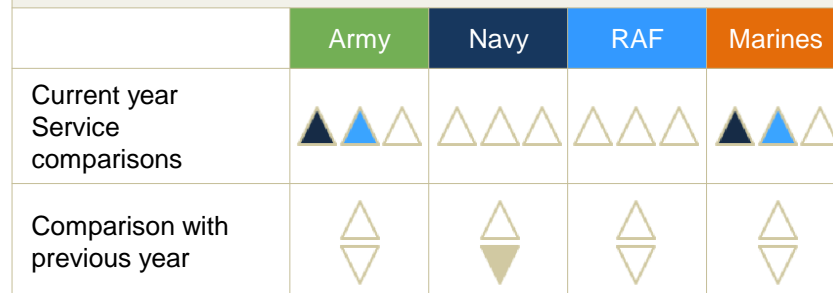 Army Navy RAF Marines
Current year
Service
comparisons
Comparison with
previous year